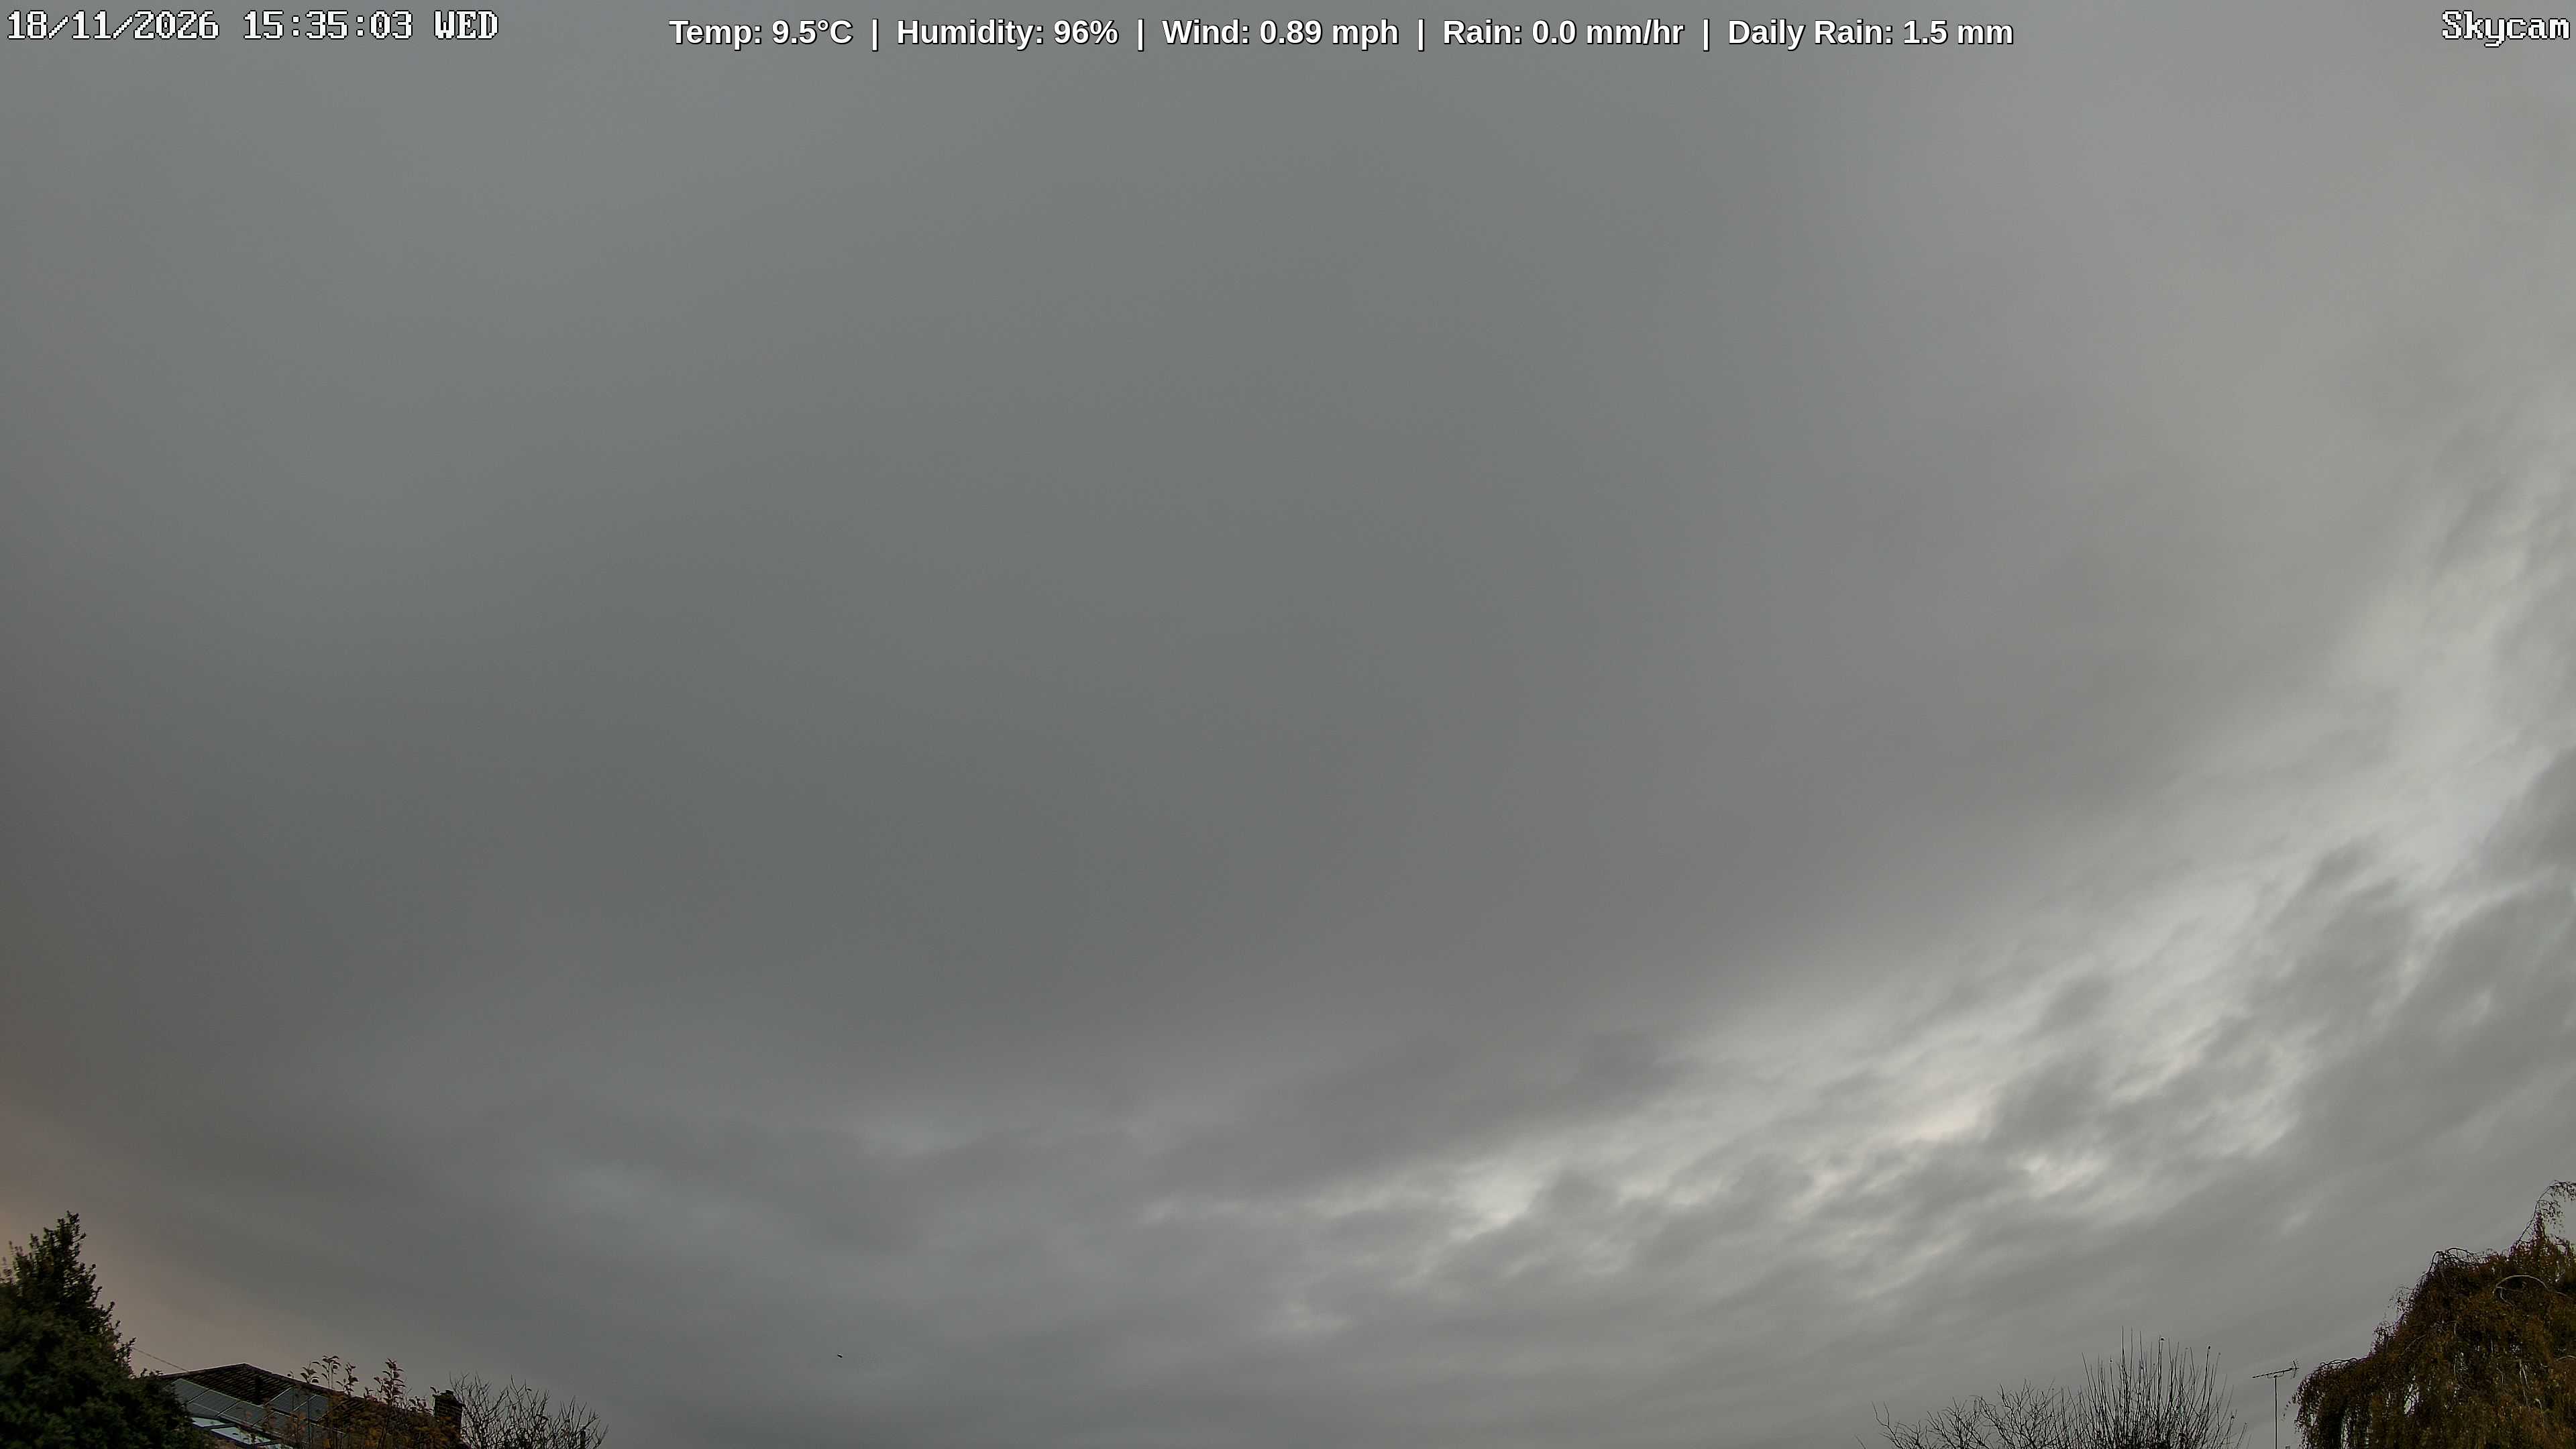 18/11/2026 15:35:03 WED
Temp: 9.5°C | Humidity: 96% | Wind: 0.89 mph | Rain: 0.0 mm/hr | Daily Rain: 1.5 mm
Skycam